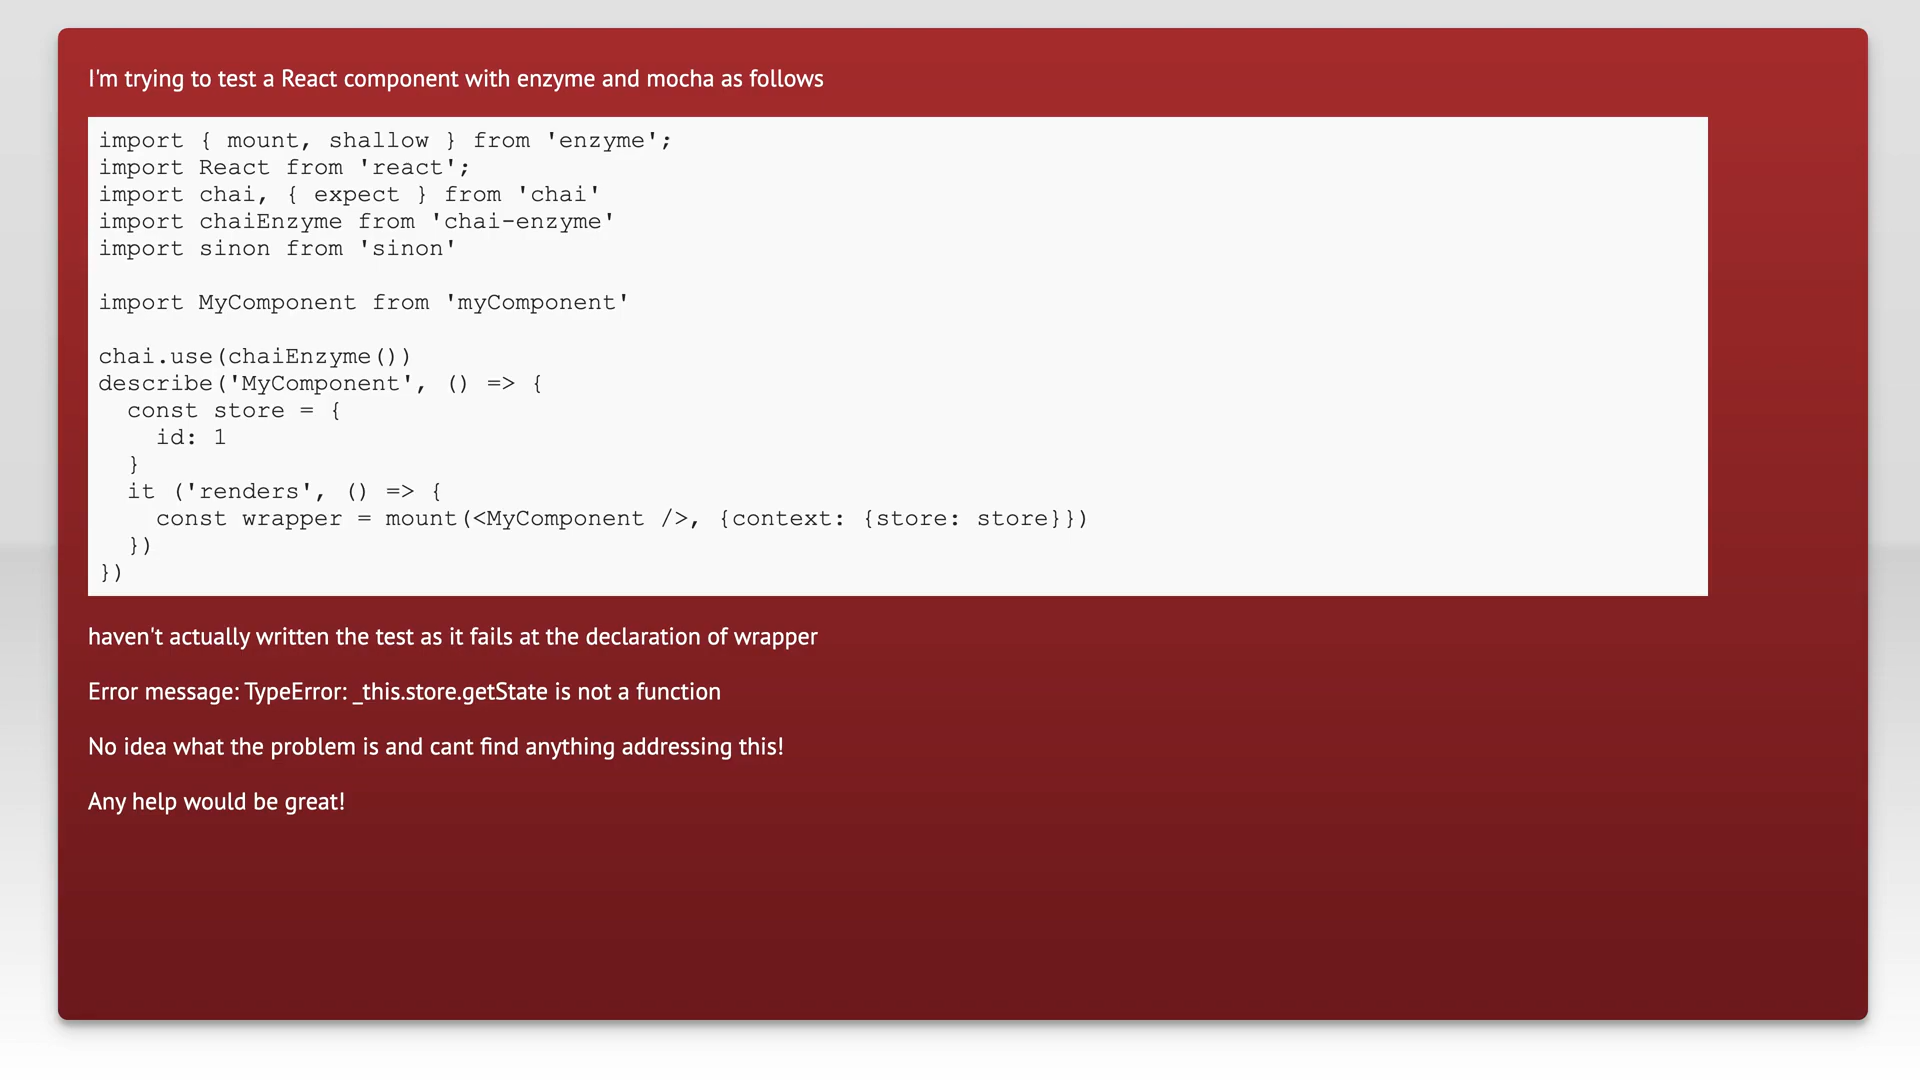 I'm trying to test a React component with enzyme and mocha as follows
import { mount, shallow } from 'enzyme';
import React from 'react';
import chai, { expect } from 'chai'
import chaiEnzyme from 'chai-enzyme'
import sinon from 'sinon'
import MyComponent from 'myComponent'
chai.use(chaiEnzyme())
describe('MyComponent', () => {
  const store = {
    id: 1
  }
  it ('renders', () => {
    const wrapper = mount(<MyComponent />, {context: {store: store}})
  })
})
haven't actually written the test as it fails at the declaration of wrapper
Error message: TypeError: _this.store.getState is not a function
No idea what the problem is and cant find anything addressing this!
Any help would be great!